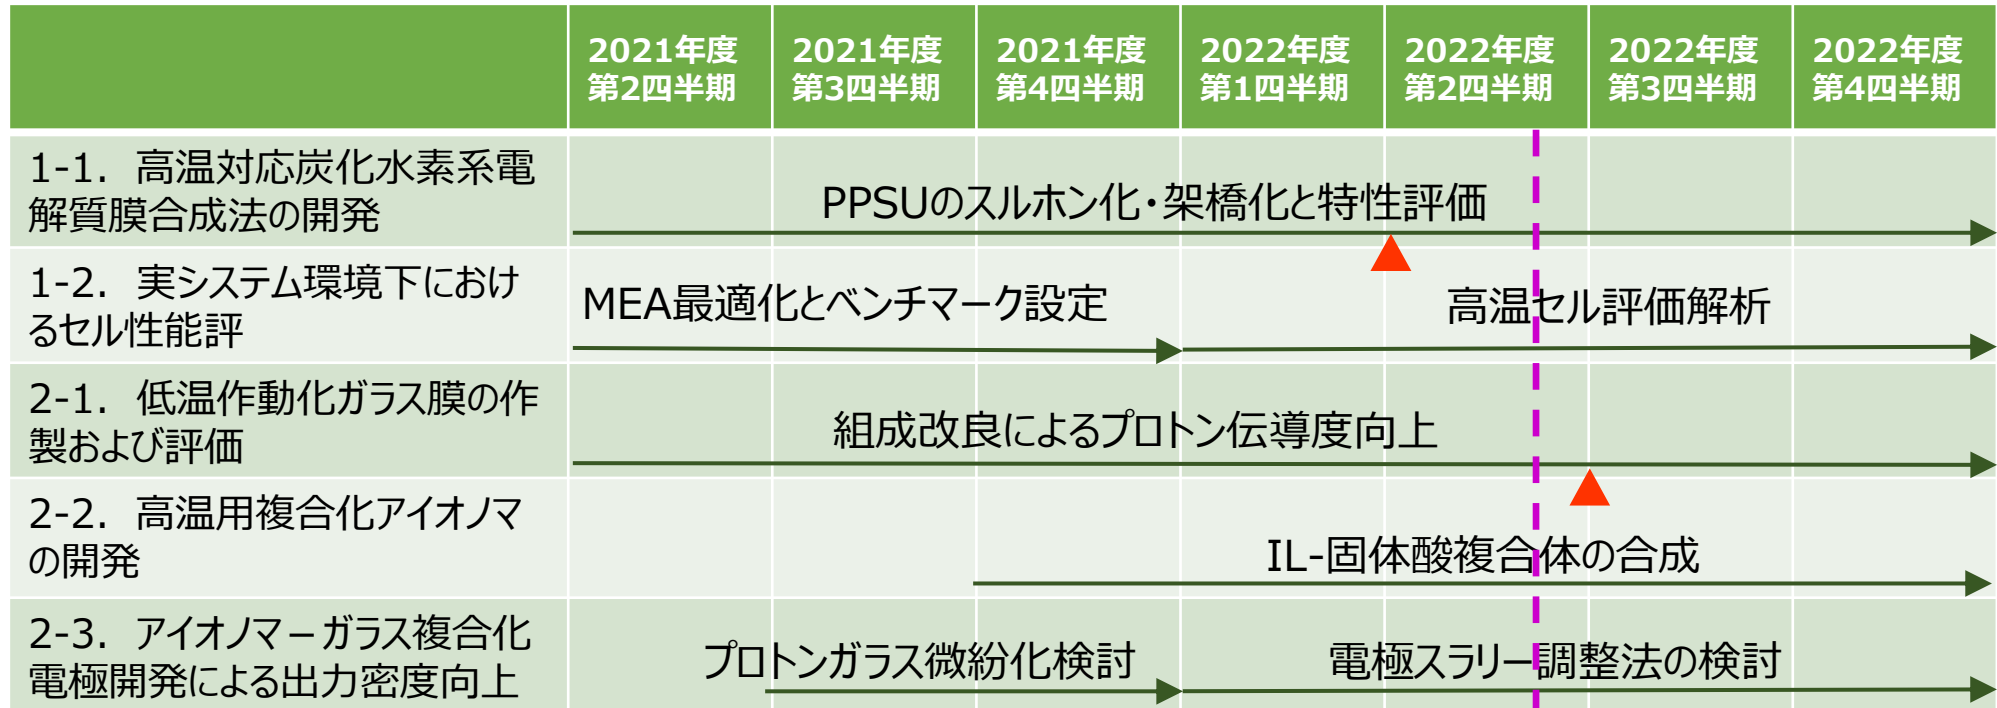 2021年度
第2四半期
2021年度
第3四半期
2021年度
第4四半期
2022年度
第1四半期
2022年度
第2四半期
2022年度
第3四半期
2022年度
第4四半期
1-1. 高温対応炭化水素系電
解質膜合成法の開発
PPSUのスルホン化・架橋化と特性評価
1-2. 実システム環境下におけ
るセル性能評
MEA最適化とベンチマーク設定
高温セル評価解析
2-1. 低温作動化ガラス膜の作
製および評価
組成改良によるプロトン伝導度向上
2-2. 高温用複合化アイオノマ
の開発
IL-固体酸複合体の合成
2-3. アイオノマ－ガラス複合化
電極開発による出力密度向上
プロトンガラス微紛化検討
電極スラリー調整法の検討